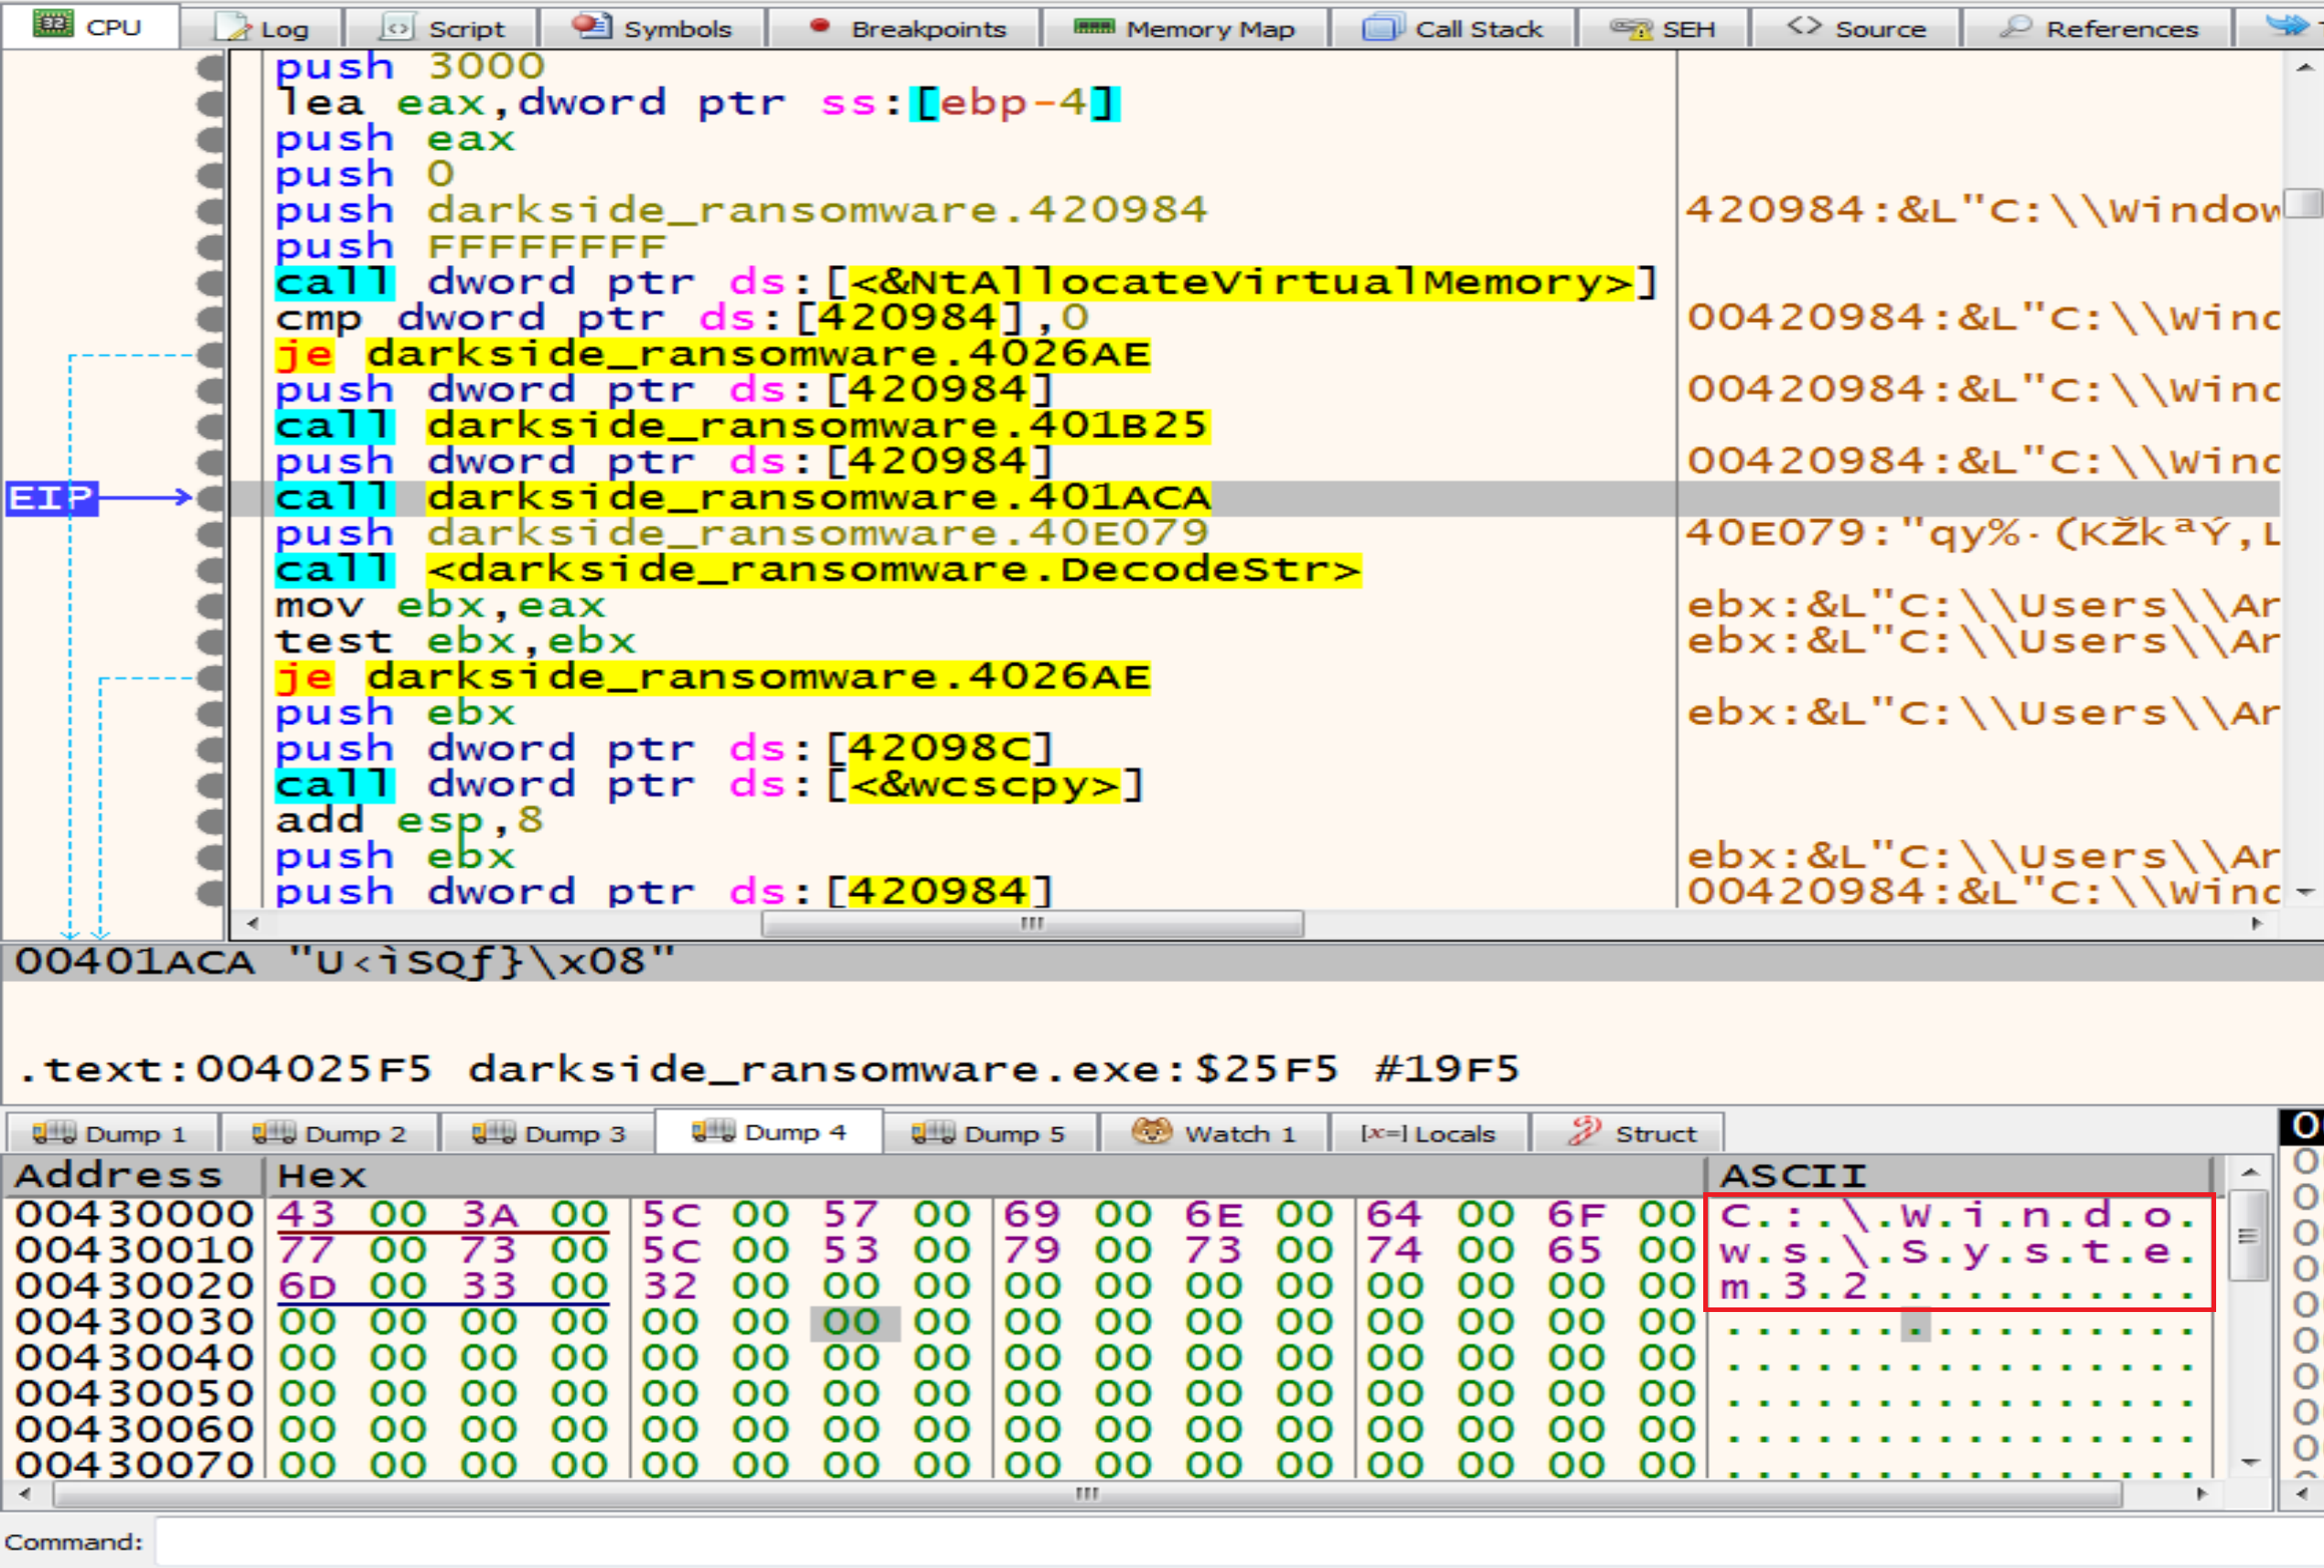 CPU Log Script Symbols Breakpoints Memory Map Call Stack SEH Source References
push 3000
lea eax,dword ptr ss:[ebp-4]
push eax
push 0
push darkside_ransomware.420984 420984:&L"C:\\Window
push FFFFFFFF
call dword ptr ds:[<&NtAllocateVirtualMemory>]
cmp dword ptr ds:[420984],0 00420984:&L"C:\\Winc
je darkside_ransomware.4026AE
push dword ptr ds:[420984] 00420984:&L"C:\\Winc
call darkside_ransomware.401B25
push dword ptr ds:[420984] 00420984:&L"C:\\Winc
EIP call darkside_ransomware.401ACA
push darkside_ransomware.40E079 40E079:"qy%·(KŽkªÝ,L
call <darkside_ransomware.DecodeStr>
mov ebx,eax ebx:&L"C:\\Users\\Ar
test ebx,ebx ebx:&L"C:\\Users\\Ar
je darkside_ransomware.4026AE
push ebx ebx:&L"C:\\Users\\Ar
push dword ptr ds:[42098C]
call dword ptr ds:[<&wcscpy>]
add esp,8
push ebx ebx:&L"C:\\Users\\Ar
push dword ptr ds:[420984] 00420984:&L"C:\\Winc
00401ACA "U‹ìSQƒ}\x08"
.text:004025F5 darkside_ransomware.exe:$25F5 #19F5
Dump 1 Dump 2 Dump 3 Dump 4 Dump 5 Watch 1 [x=] Locals Struct
Address Hex ASCII
00430000 43 00 3A 00 5C 00 57 00 69 00 6E 00 64 00 6F 00 C.:.\.W.i.n.d.o.
00430010 77 00 73 00 5C 00 53 00 79 00 73 00 74 00 65 00 w.s.\.S.y.s.t.e.
00430020 6D 00 33 00 32 00 00 00 00 00 00 00 00 00 00 00 m.3.2...........
00430030 00 00 00 00 00 00 00 00 00 00 00 00 00 00 00 00 ................
00430040 00 00 00 00 00 00 00 00 00 00 00 00 00 00 00 00 ................
00430050 00 00 00 00 00 00 00 00 00 00 00 00 00 00 00 00 ................
00430060 00 00 00 00 00 00 00 00 00 00 00 00 00 00 00 00 ................
00430070 00 00 00 00 00 00 00 00 00 00 00 00 00 00 00 00 ................
Command: